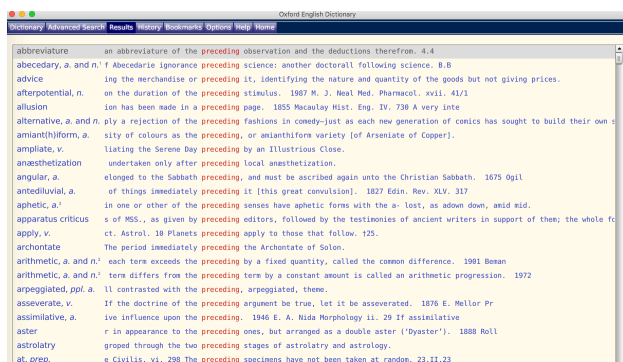 Oxford English Dictionary
Dictionary Advanced Search Results History Bookmarks Options Help Home
abbreviature an abbreviature of the preceding observation and the deductions therefrom. 4.4
abecedary, a. and n.¹ f Abecedarie ignorance preceding science: another doctorall following science. B.B
advice ing the merchandise or preceding it, identifying the nature and quantity of the goods but not giving prices.
afterpotential, n. on the duration of the preceding stimulus. 1987 M. J. Neal Med. Pharmacol. xvii. 41/1
allusion ion has been made in a preceding page. 1855 Macaulay Hist. Eng. IV. 730 A very inte
alternative, a. and n. ply a rejection of the preceding fashions in comedy—just as each new generation of comics has sought to build their own s
amiant(h)iform, a. sity of colours as the preceding, or amianthiform variety [of Arseniate of Copper].
ampliate, v. liating the Serene Day preceding by an Illustrious Close.
anæsthetization undertaken only after preceding local anæsthetization.
angular, a. elonged to the Sabbath preceding, and must be ascribed again unto the Christian Sabbath. 1675 Ogil
antediluvial, a. of things immediately preceding it [this great convulsion]. 1827 Edin. Rev. XLV. 317
aphetic, a.² in one or other of the preceding senses have aphetic forms with the a- lost, as adown down, amid mid.
apparatus criticus s of MSS., as given by preceding editors, followed by the testimonies of ancient writers in support of them; the whole fo
apply, v. ct. Astrol. 10 Planets preceding apply to those that follow. †25.
archontate The period immediately preceding the Archontate of Solon.
arithmetic, a. and n.² each term exceeds the preceding by a fixed quantity, called the common difference. 1901 Beman
arithmetic, a. and n.² term differs from the preceding term by a constant amount is called an arithmetic progression. 1972
arpeggiated, ppl. a. ll contrasted with the preceding, arpeggiated, theme.
asseverate, v. If the doctrine of the preceding argument be true, let it be asseverated. 1876 E. Mellor Pr
assimilative, a. ive influence upon the preceding. 1946 E. A. Nida Morphology ii. 29 If assimilative
aster r in appearance to the preceding ones, but arranged as a double aster (‘Dyaster’). 1888 Roll
astrolatry groped through the two preceding stages of astrolatry and astrology.
at, prep. e Civilis. vi. 298 The preceding specimens have not been taken at random. 23.II.23